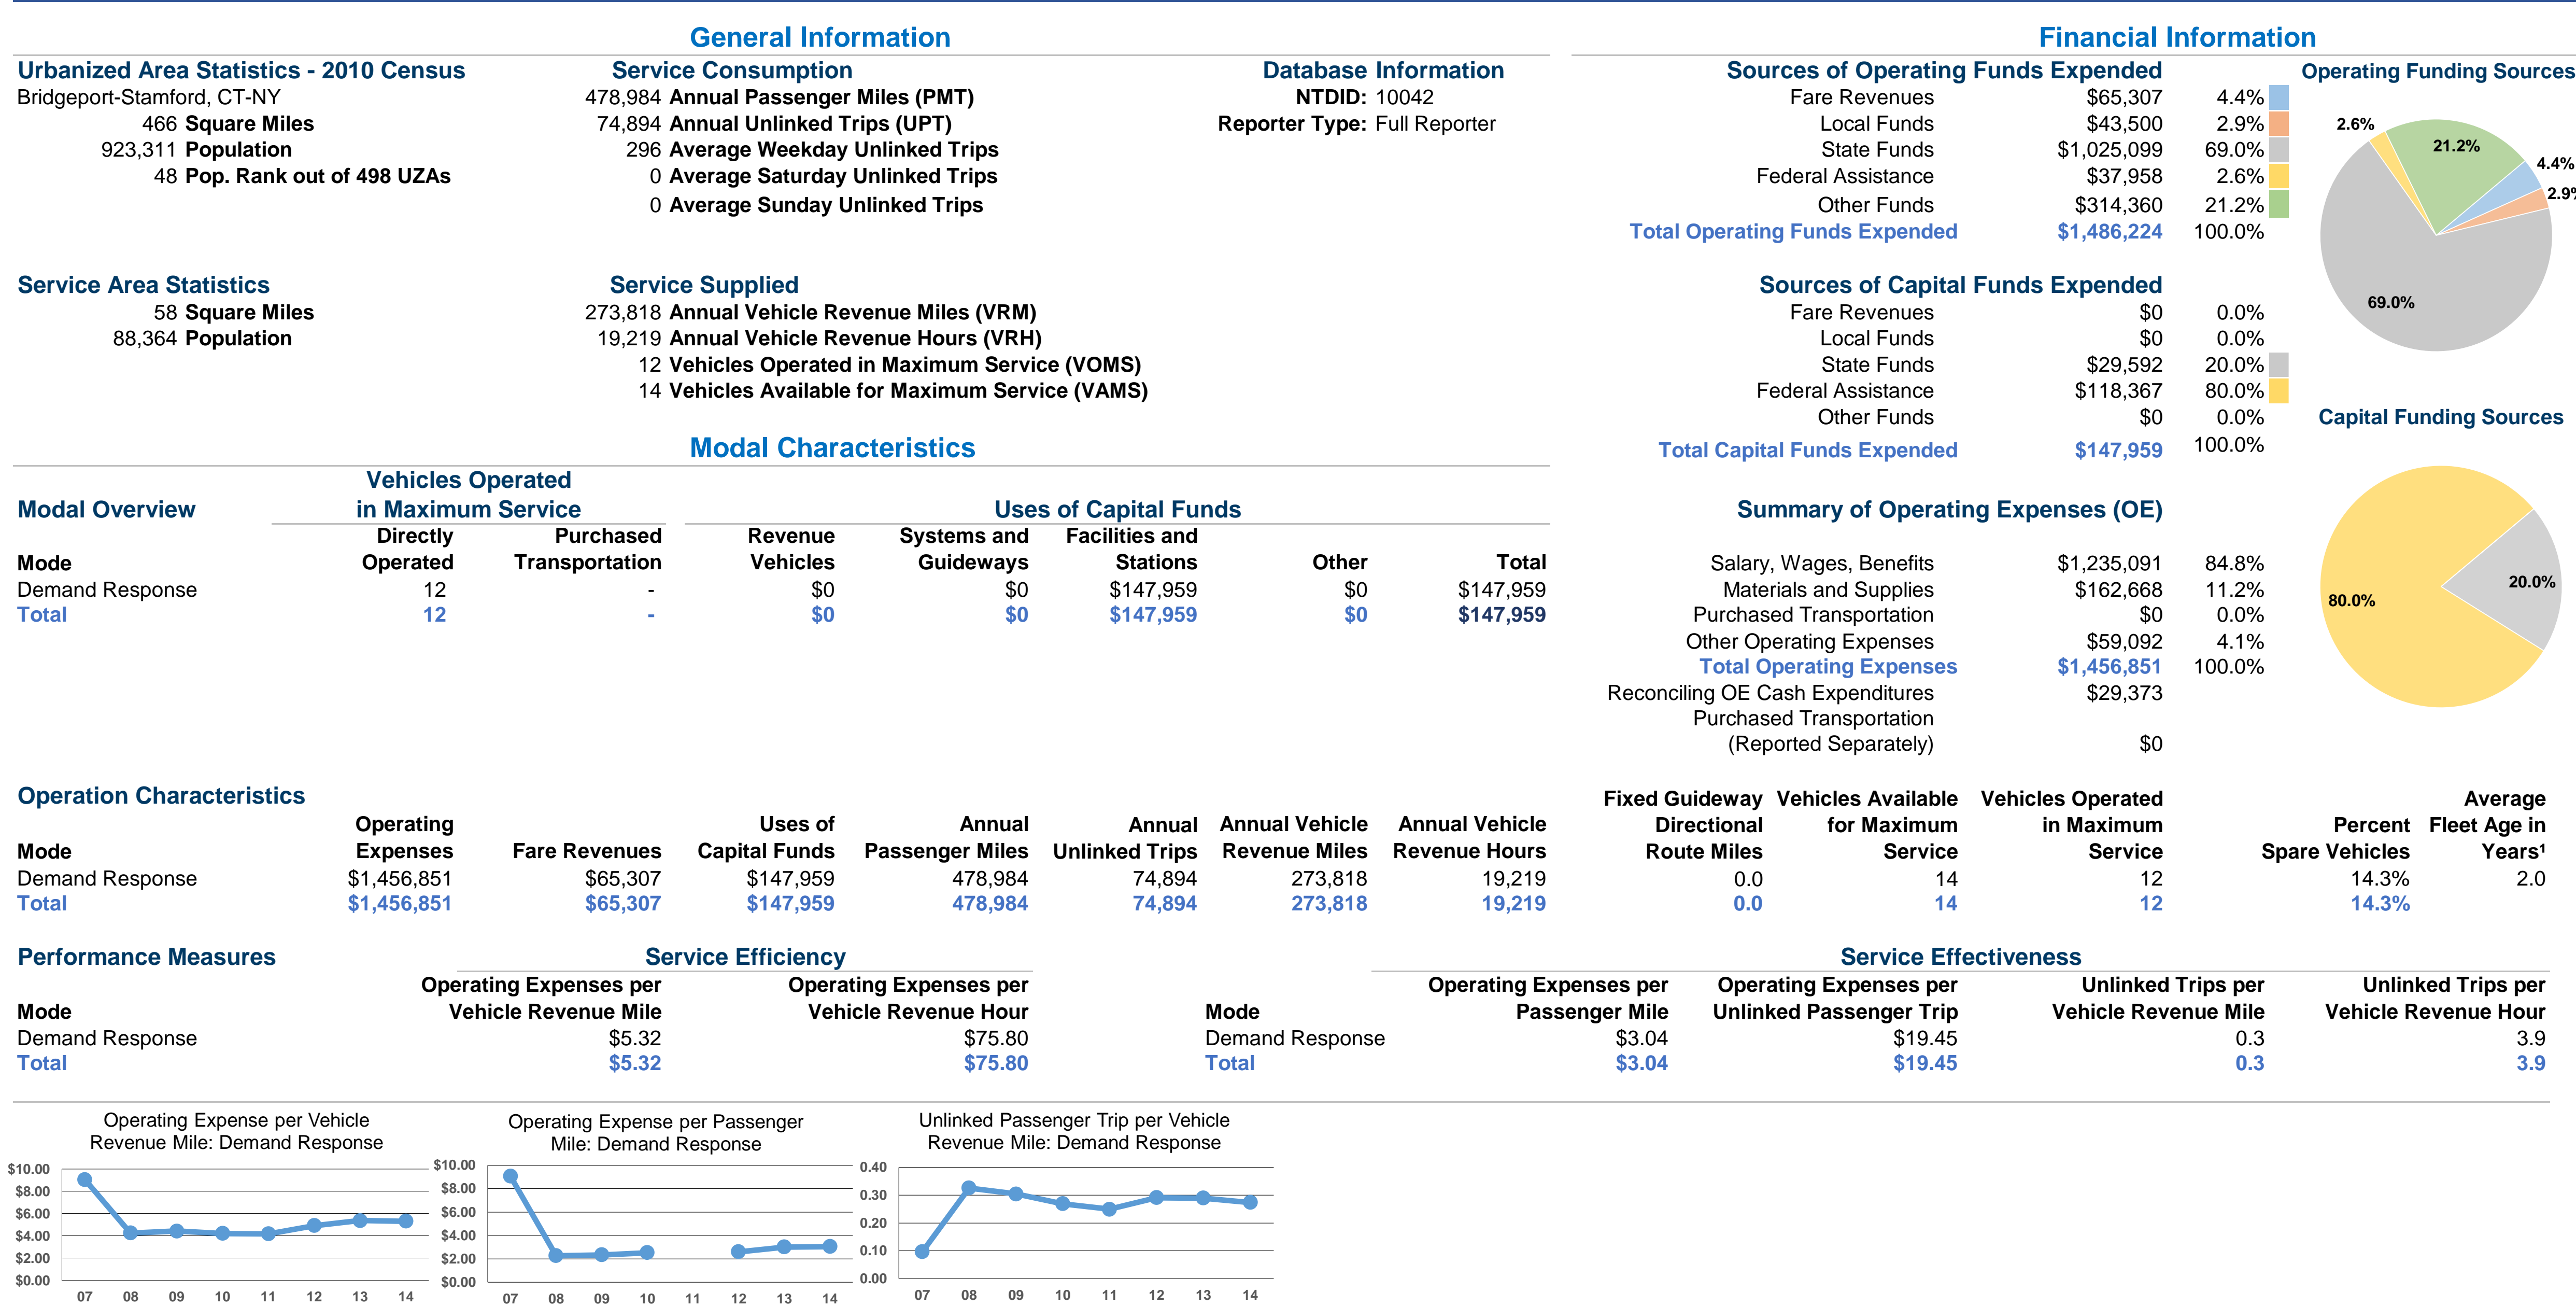 General Information
Urbanized Area Statistics - 2010 Census
Bridgeport-Stamford, CT-NY
466 Square Miles
923,311 Population
48 Pop. Rank out of 498 UZAs
Service Consumption
478,984 Annual Passenger Miles (PMT)
74,894 Annual Unlinked Trips (UPT)
296 Average Weekday Unlinked Trips
0 Average Saturday Unlinked Trips
0 Average Sunday Unlinked Trips
Database Information
NTDID: 10042
Reporter Type: Full Reporter
Service Area Statistics
58 Square Miles
88,364 Population
Service Supplied
273,818 Annual Vehicle Revenue Miles (VRM)
19,219 Annual Vehicle Revenue Hours (VRH)
12 Vehicles Operated in Maximum Service (VOMS)
14 Vehicles Available for Maximum Service (VAMS)
Financial Information
Sources of Operating Funds Expended
Fare Revenues $65,307 4.4%
Local Funds $43,500 2.9%
State Funds $1,025,099 69.0%
Federal Assistance $37,958 2.6%
Other Funds $314,360 21.2%
Total Operating Funds Expended $1,486,224 100.0%
Operating Funding Sources
2.6%
21.2%
4.4%
2.9%
69.0%
Sources of Capital Funds Expended
Fare Revenues $0 0.0%
Local Funds $0 0.0%
State Funds $29,592 20.0%
Federal Assistance $118,367 80.0%
Other Funds $0 0.0%
Total Capital Funds Expended $147,959 100.0%
Capital Funding Sources
20.0%
80.0%
Modal Characteristics
Modal Overview
Vehicles Operated
in Maximum Service
Uses of Capital Funds
Directly Purchased Revenue Systems and Facilities and
Mode Operated Transportation Vehicles Guideways Stations Other Total
Demand Response 12 - $0 $0 $147,959 $0 $147,959
Total 12 - $0 $0 $147,959 $0 $147,959
Summary of Operating Expenses (OE)
Salary, Wages, Benefits $1,235,091 84.8%
Materials and Supplies $162,668 11.2%
Purchased Transportation $0 0.0%
Other Operating Expenses $59,092 4.1%
Total Operating Expenses $1,456,851 100.0%
Reconciling OE Cash Expenditures $29,373
Purchased Transportation
(Reported Separately) $0
Operation Characteristics
Fixed Guideway Vehicles Available Vehicles Operated Average
Operating Uses of Annual Annual Annual Vehicle Annual Vehicle Directional for Maximum in Maximum Percent Fleet Age in
Mode Expenses Fare Revenues Capital Funds Passenger Miles Unlinked Trips Revenue Miles Revenue Hours Route Miles Service Service Spare Vehicles Years¹
Demand Response $1,456,851 $65,307 $147,959 478,984 74,894 273,818 19,219 0.0 14 12 14.3% 2.0
Total $1,456,851 $65,307 $147,959 478,984 74,894 273,818 19,219 0.0 14 12 14.3%
Performance Measures
Service Efficiency
Operating Expenses per Operating Expenses per
Mode Vehicle Revenue Mile Vehicle Revenue Hour
Demand Response $5.32 $75.80
Total $5.32 $75.80
Service Effectiveness
Operating Expenses per Operating Expenses per Unlinked Trips per Unlinked Trips per
Mode Passenger Mile Unlinked Passenger Trip Vehicle Revenue Mile Vehicle Revenue Hour
Demand Response $3.04 $19.45 0.3 3.9
Total $3.04 $19.45 0.3 3.9
Operating Expense per Vehicle
Revenue Mile: Demand Response
$10.00
$8.00
$6.00
$4.00
$2.00
$0.00
07 08 09 10 11 12 13 14
Operating Expense per Passenger
Mile: Demand Response
$10.00
$8.00
$6.00
$4.00
$2.00
$0.00
07 08 09 10 11 12 13 14
Unlinked Passenger Trip per Vehicle
Revenue Mile: Demand Response
0.40
0.30
0.20
0.10
0.00
07 08 09 10 11 12 13 14